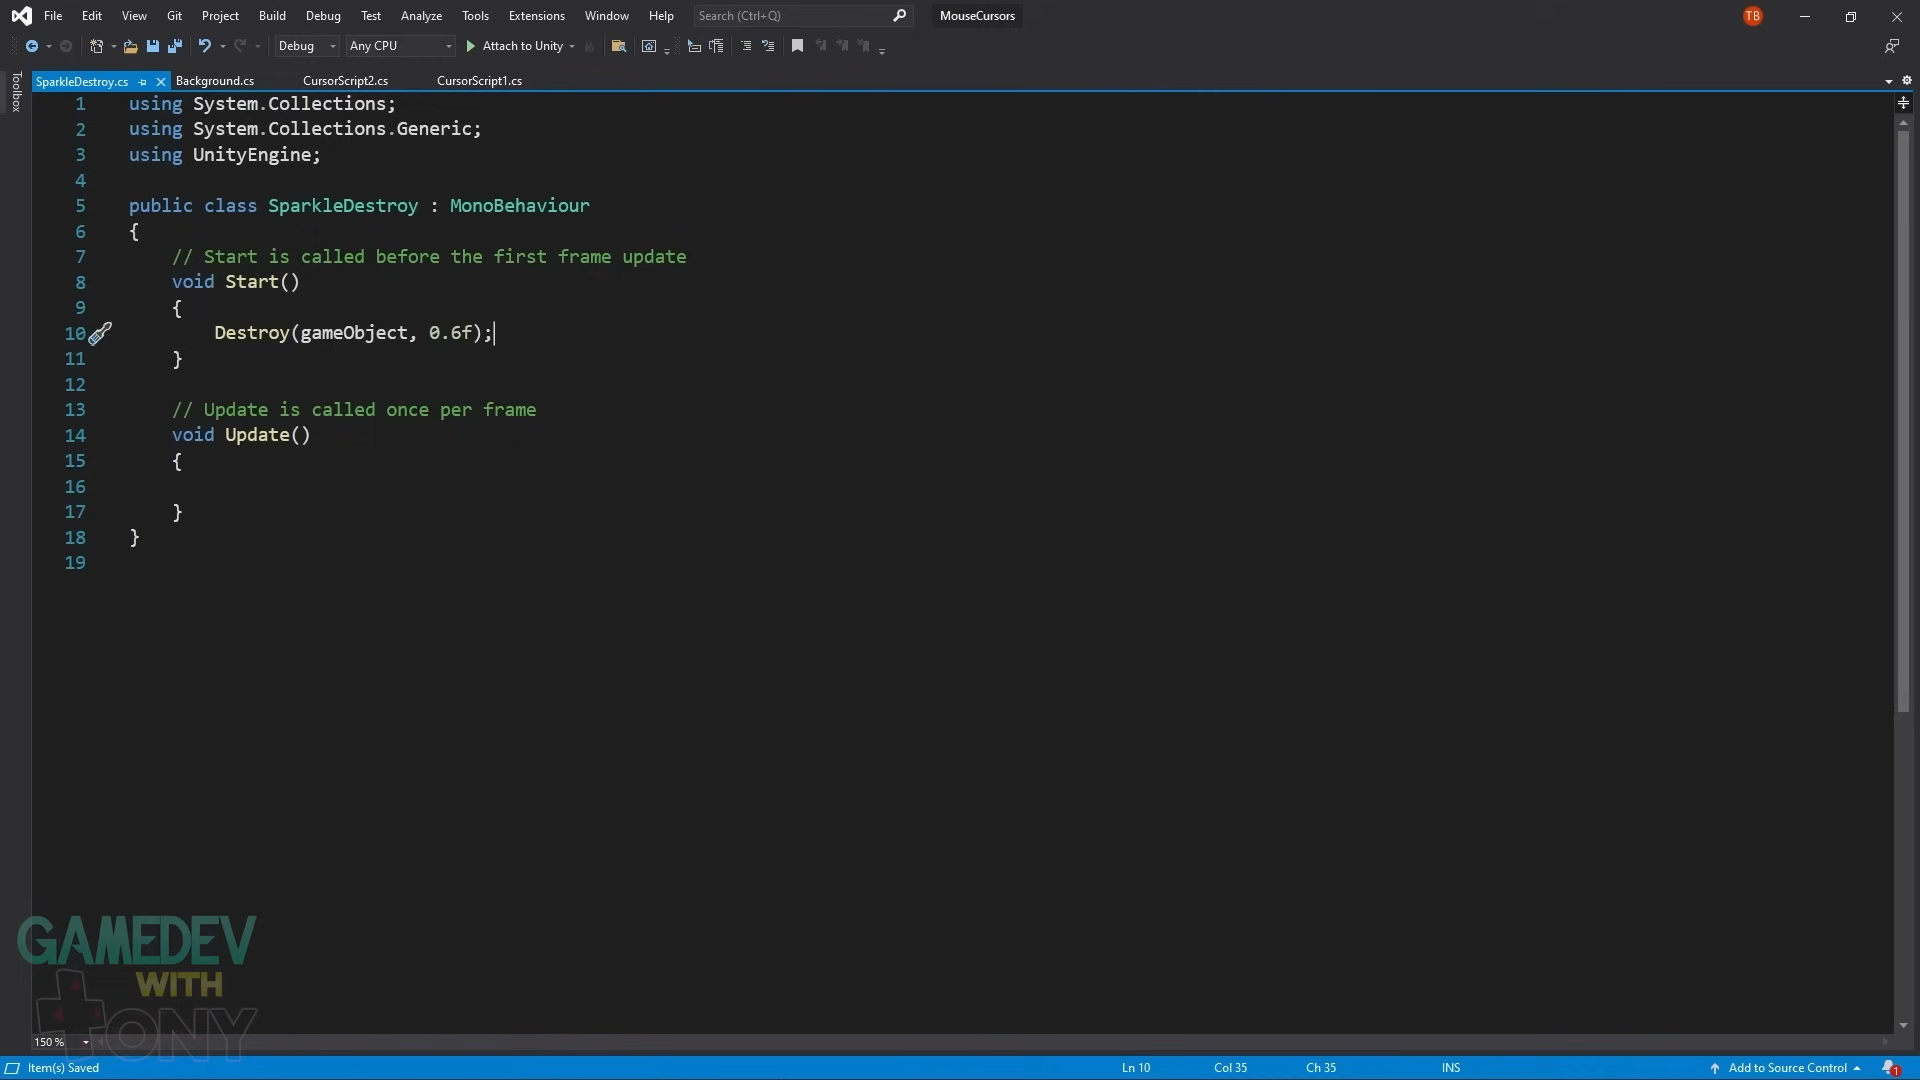 File Edit View Git Project Build Debug Test Analyze Tools Extensions Window Help Search (Ctrl+Q) MouseCursors TB
Debug Any CPU Attach to Unity
Toolbox
SparkleDestroy.cs Background.cs CursorScript2.cs CursorScript1.cs
1 using System.Collections;
2 using System.Collections.Generic;
3 using UnityEngine;
4
5 public class SparkleDestroy : MonoBehaviour
6 {
7 // Start is called before the first frame update
8 void Start()
9 {
10 Destroy(gameObject, 0.6f);
11 }
12
13 // Update is called once per frame
14 void Update()
15 {
16
17 }
18 }
19
GAMEDEV
WITH
TONY
150 %
Item(s) Saved Ln 10 Col 35 Ch 35 INS Add to Source Control 1